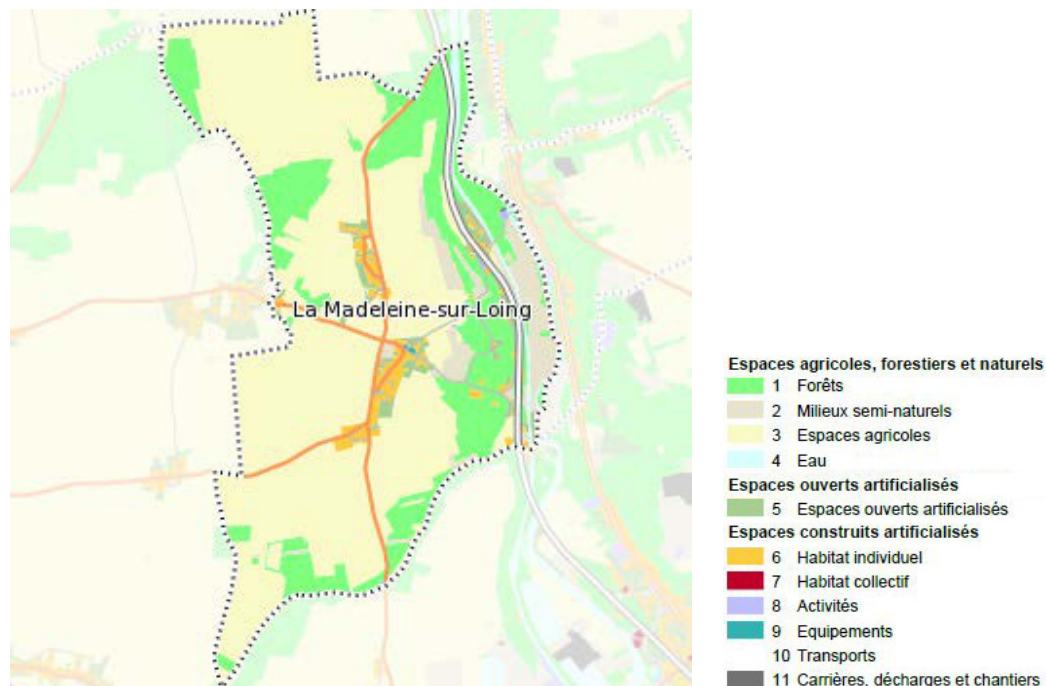 La Madeleine-sur-Loing
Espaces agricoles, forestiers et naturels
1 Forêts
2 Milieux semi-naturels
3 Espaces agricoles
4 Eau
Espaces ouverts artificialisés
5 Espaces ouverts artificialisés
Espaces construits artificialisés
6 Habitat individuel
7 Habitat collectif
8 Activités
9 Equipements
10 Transports
11 Carrières, décharges et chantiers